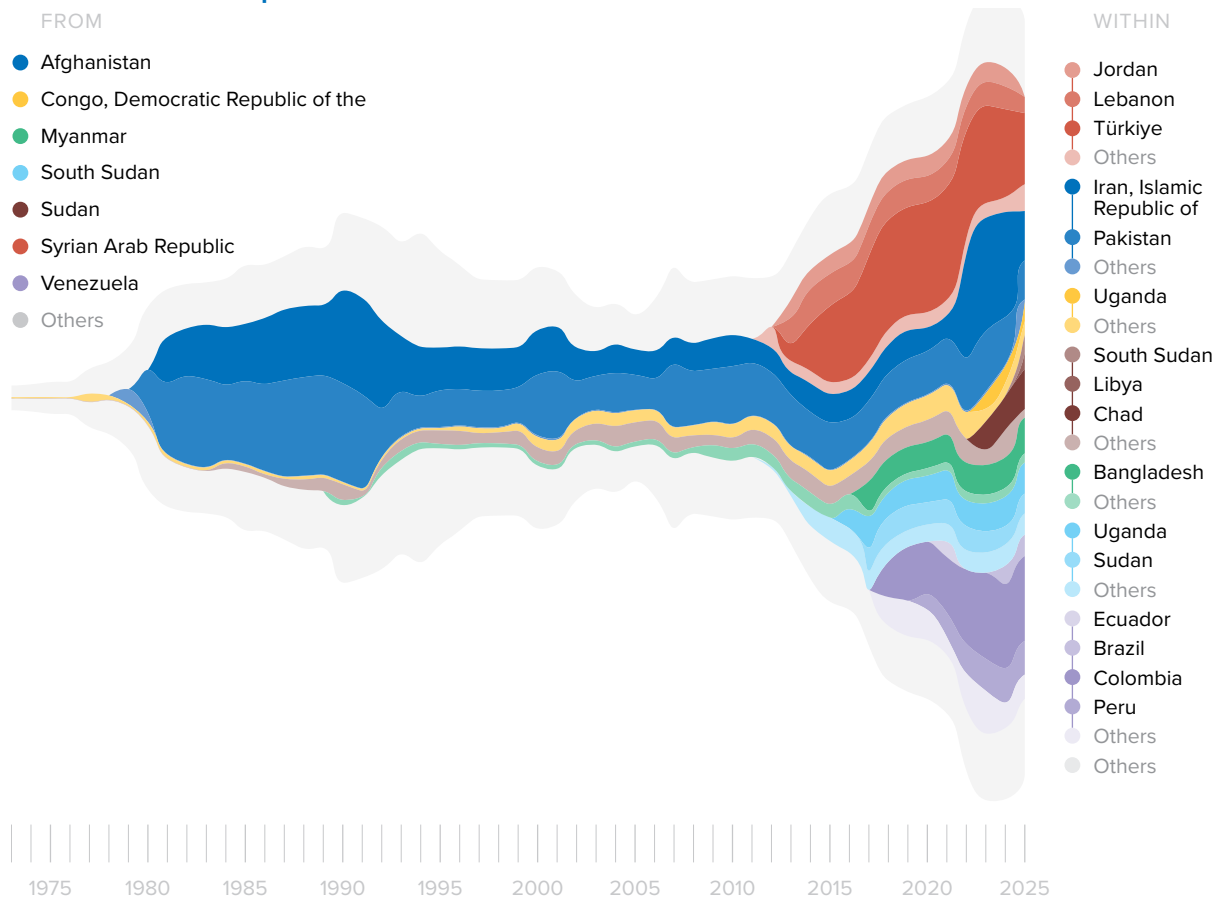 FROM
Afghanistan
Congo, Democratic Republic of the
Myanmar
South Sudan
Sudan
Syrian Arab Republic
Venezuela
Others
WITHIN
Jordan
Lebanon
Türkiye
Others
Iran, Islamic
Republic of
Pakistan
Others
Uganda
Others
South Sudan
Libya
Chad
Others
Bangladesh
Others
Uganda
Sudan
Others
Ecuador
Brazil
Colombia
Peru
Others
Others
1975 1980 1985 1990 1995 2000 2005 2010 2015 2020 2025